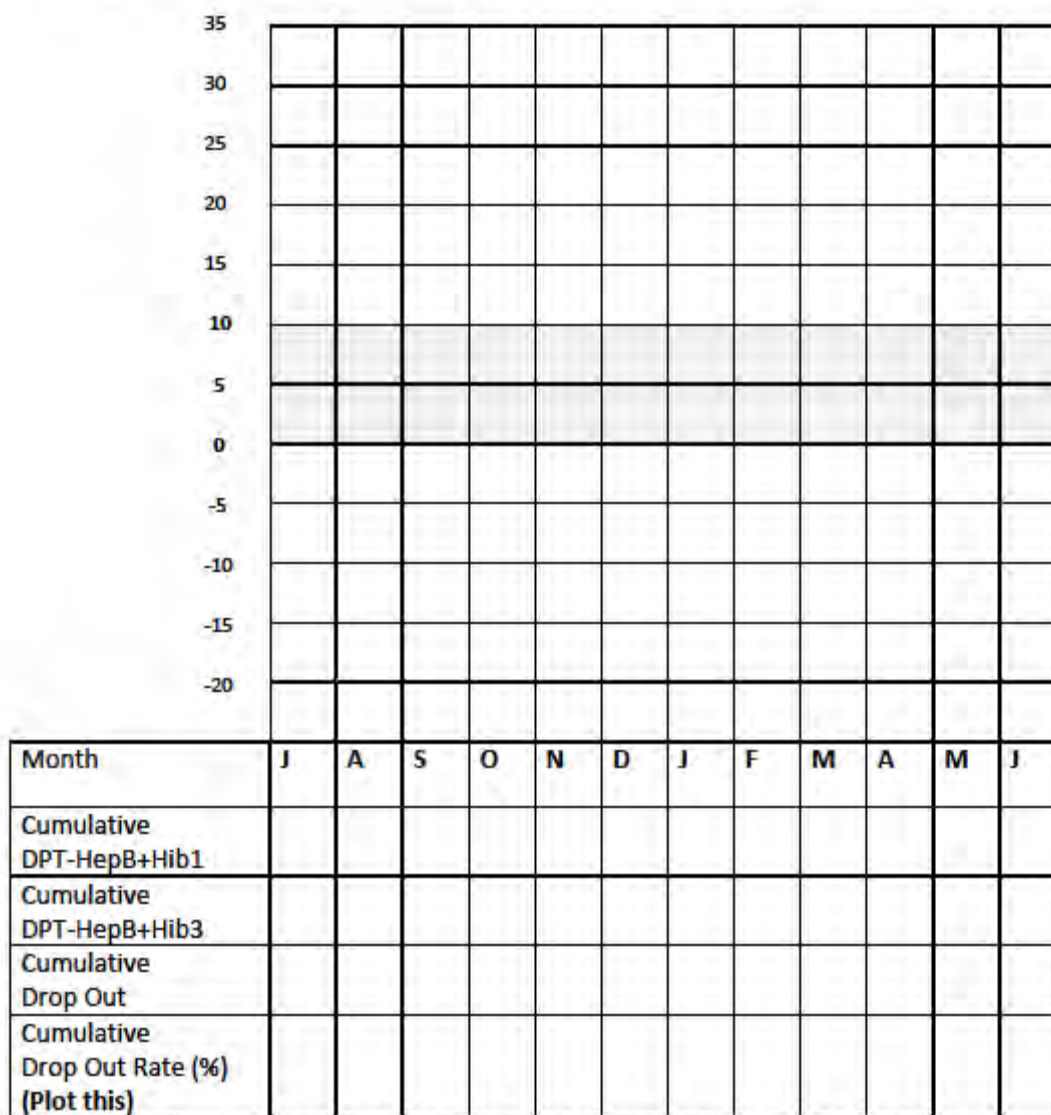 35
30
25
20
15
10
5
0
-5
-10
-15
-20
Month J A S O N D J F M A M J
Cumulative
DPT-HepB+Hib1
Cumulative
DPT-HepB+Hib3
Cumulative
Drop Out
Cumulative
Drop Out Rate (%)
(Plot this)